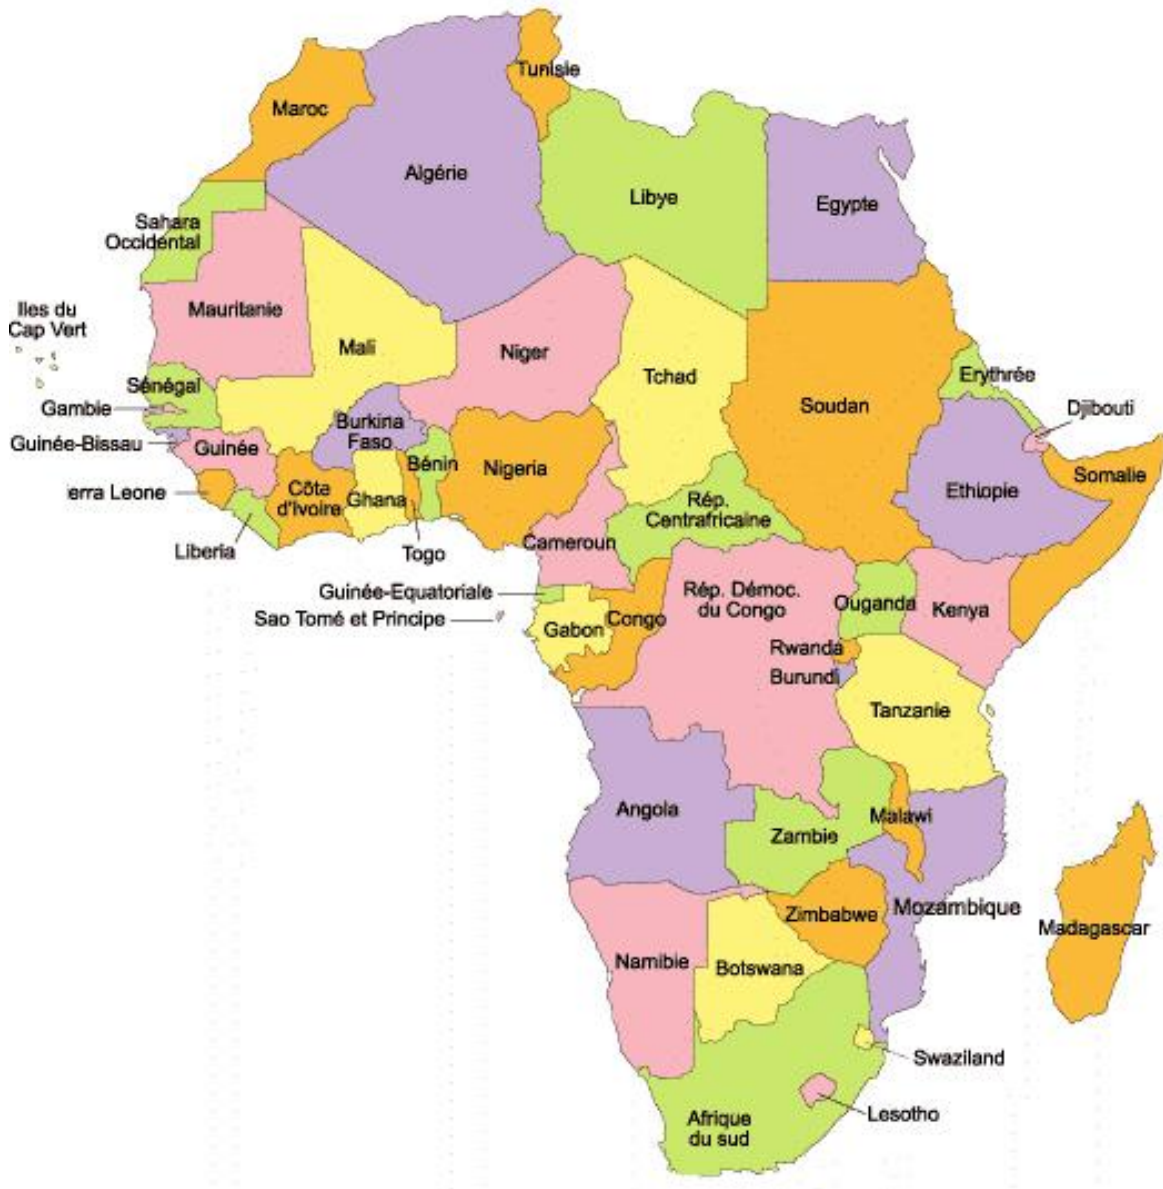 Tunisie
Maroc
Algérie
Libye
Egypte
Sahara
Occidental
Iles du
Cap Vert
Mauritanie
Mali
Niger
Tchad
Soudan
Erythrée
Sénégal
Gambie
Djibouti
Guinée-Bissau
Guinée
Burkina
Faso
Bénin
Nigeria
Somalie
Ethiopie
erra Leone
Côte
d'Ivoire
Ghana
Rép.
Centrafricaine
Liberia
Togo
Cameroun
Guinée-Equatoriale
Sao Tomé et Principe
Gabon
Congo
Rép. Démoc.
du Congo
Ouganda
Kenya
Rwanda
Burundi
Tanzanie
Angola
Zambie
Malawi
Mozambique
Zimbabwe
Madagascar
Namibie
Botswana
Swaziland
Lesotho
Afrique
du sud